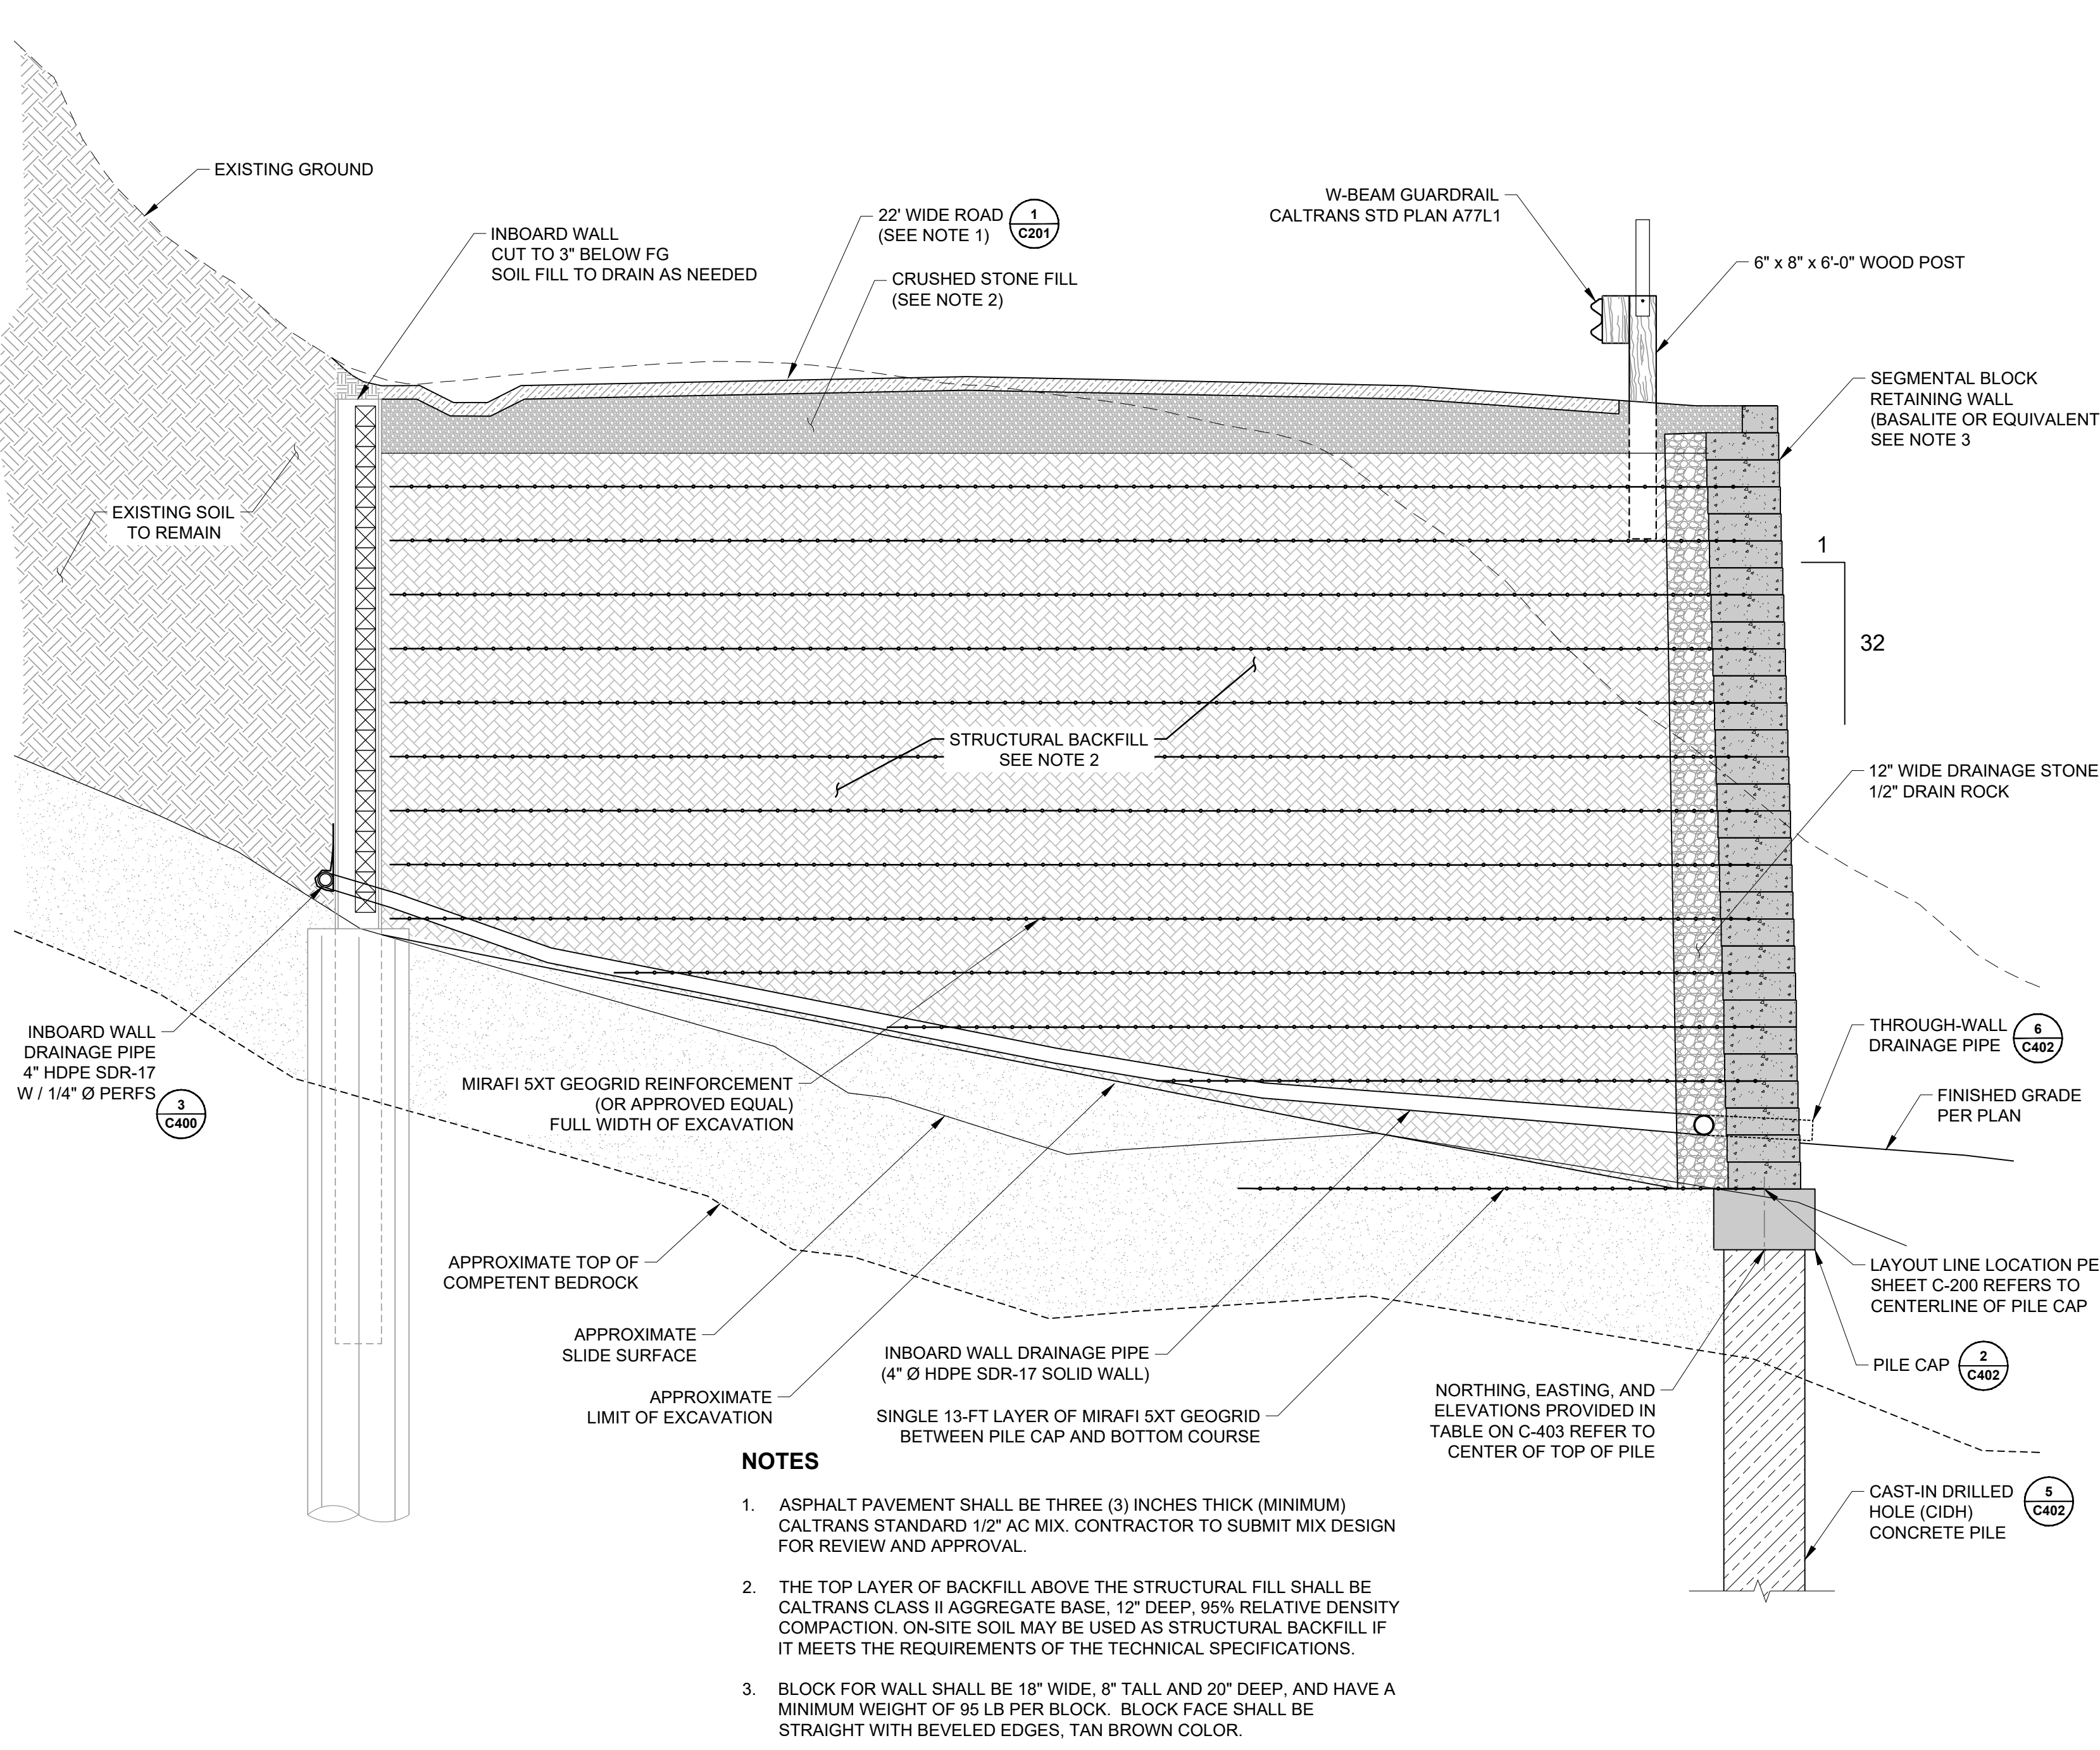 EXISTING GROUND
INBOARD WALL
CUT TO 3" BELOW FG
SOIL FILL TO DRAIN AS NEEDED
22' WIDE ROAD
(SEE NOTE 1)
1
C201
CRUSHED STONE FILL
(SEE NOTE 2)
W-BEAM GUARDRAIL
CALTRANS STD PLAN A77L1
6" x 8" x 6'-0" WOOD POST
SEGMENTAL BLOCK
RETAINING WALL
(BASALITE OR EQUIVALENT
SEE NOTE 3
EXISTING SOIL
TO REMAIN
1
32
STRUCTURAL BACKFILL
SEE NOTE 2
12" WIDE DRAINAGE STONE
1/2" DRAIN ROCK
INBOARD WALL
DRAINAGE PIPE
4" HDPE SDR-17
W / 1/4" Ø PERFS
3
C400
MIRAFI 5XT GEOGRID REINFORCEMENT
(OR APPROVED EQUAL)
FULL WIDTH OF EXCAVATION
THROUGH-WALL
DRAINAGE PIPE
6
C402
FINISHED GRADE
PER PLAN
APPROXIMATE TOP OF
COMPETENT BEDROCK
APPROXIMATE
SLIDE SURFACE
APPROXIMATE
LIMIT OF EXCAVATION
INBOARD WALL DRAINAGE PIPE
(4" Ø HDPE SDR-17 SOLID WALL)
SINGLE 13-FT LAYER OF MIRAFI 5XT GEOGRID
BETWEEN PILE CAP AND BOTTOM COURSE
NORTHING, EASTING, AND
ELEVATIONS PROVIDED IN
TABLE ON C-403 REFER TO
CENTER OF TOP OF PILE
LAYOUT LINE LOCATION PE
SHEET C-200 REFERS TO
CENTERLINE OF PILE CAP
PILE CAP
2
C402
CAST-IN DRILLED
HOLE (CIDH)
CONCRETE PILE
5
C402
NOTES
1. ASPHALT PAVEMENT SHALL BE THREE (3) INCHES THICK (MINIMUM)
CALTRANS STANDARD 1/2" AC MIX. CONTRACTOR TO SUBMIT MIX DESIGN
FOR REVIEW AND APPROVAL.
2. THE TOP LAYER OF BACKFILL ABOVE THE STRUCTURAL FILL SHALL BE
CALTRANS CLASS II AGGREGATE BASE, 12" DEEP, 95% RELATIVE DENSITY
COMPACTION. ON-SITE SOIL MAY BE USED AS STRUCTURAL BACKFILL IF
IT MEETS THE REQUIREMENTS OF THE TECHNICAL SPECIFICATIONS.
3. BLOCK FOR WALL SHALL BE 18" WIDE, 8" TALL AND 20" DEEP, AND HAVE A
MINIMUM WEIGHT OF 95 LB PER BLOCK. BLOCK FACE SHALL BE
STRAIGHT WITH BEVELED EDGES, TAN BROWN COLOR.